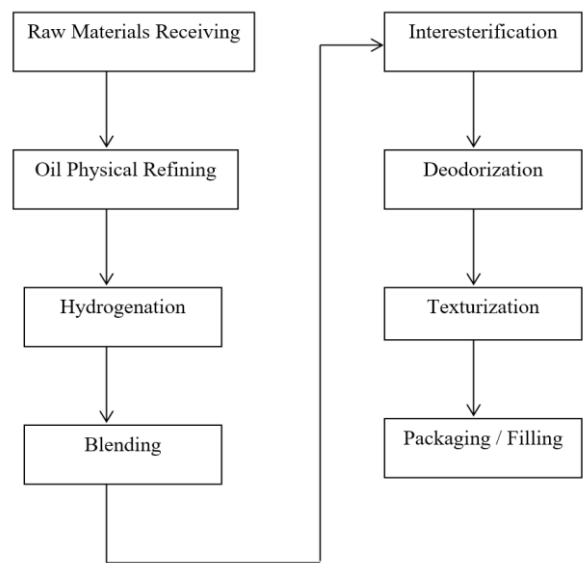 Raw Materials Receiving
Oil Physical Refining
Hydrogenation
Blending
Interesterification
Deodorization
Texturization
Packaging / Filling